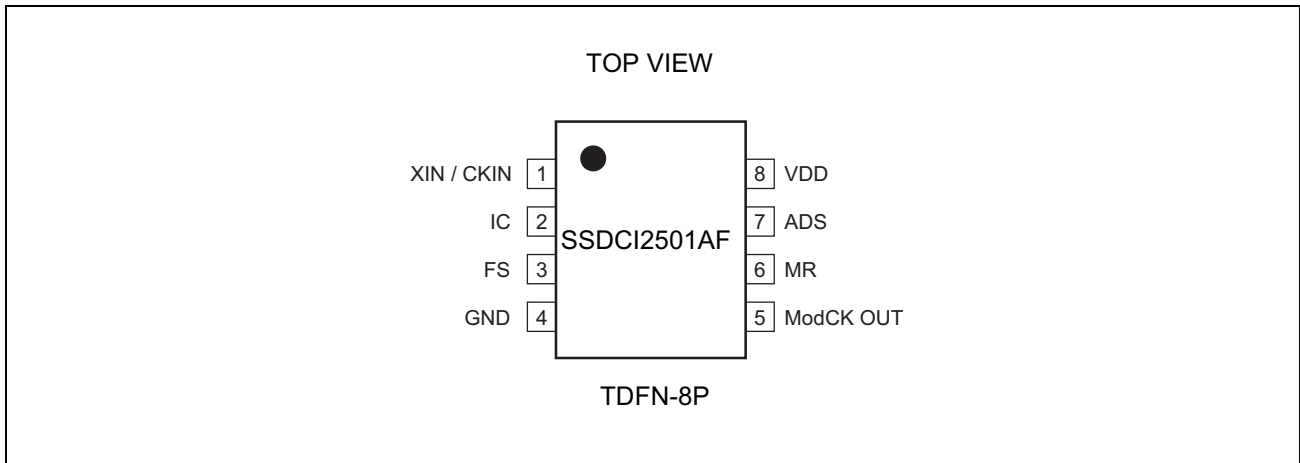 TOP VIEW
XIN / CKIN 1 8 VDD
IC 2 7 ADS
SSDCI2501AF
FS 3 6 MR
GND 4 5 ModCK OUT
TDFN-8P